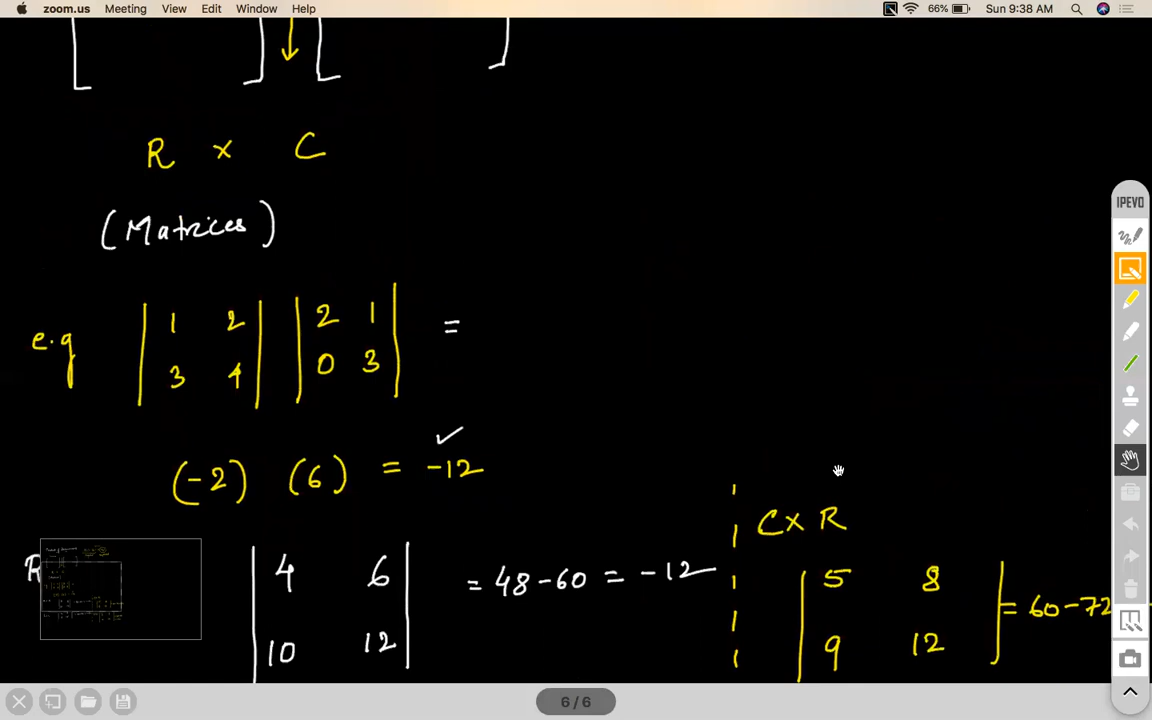 zoom.us Meeting View Edit Window Help 66% Sun 9:38 AM
R x C
(Matrices)
IPEVO
e.g | 1 2 | | 2 1 | =
| 3 4 | | 0 3 |
(-2) (6) = -12 ✓
C x R
R | 4 6 | = 48-60 = -12 | 5 8 | = 60-72
| 10 12 | | 9 12 |
6/6